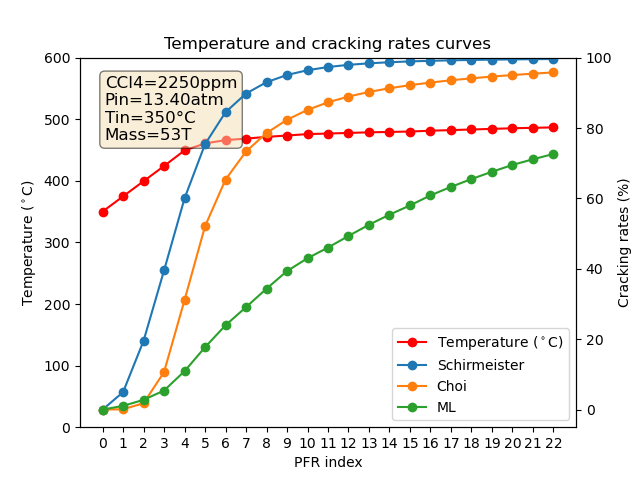 Temperature and cracking rates curves
CCl4=2250ppm
Pin=13.40atm
Tin=350°C
Mass=53T
600
500
400
300
200
100
0
Temperature (°C)
100
80
60
40
20
0
Cracking rates (%)
Temperature (°C)
Schirmeister
Choi
ML
0 1 2 3 4 5 6 7 8 9 10 11 12 13 14 15 16 17 18 19 20 21 22
PFR index